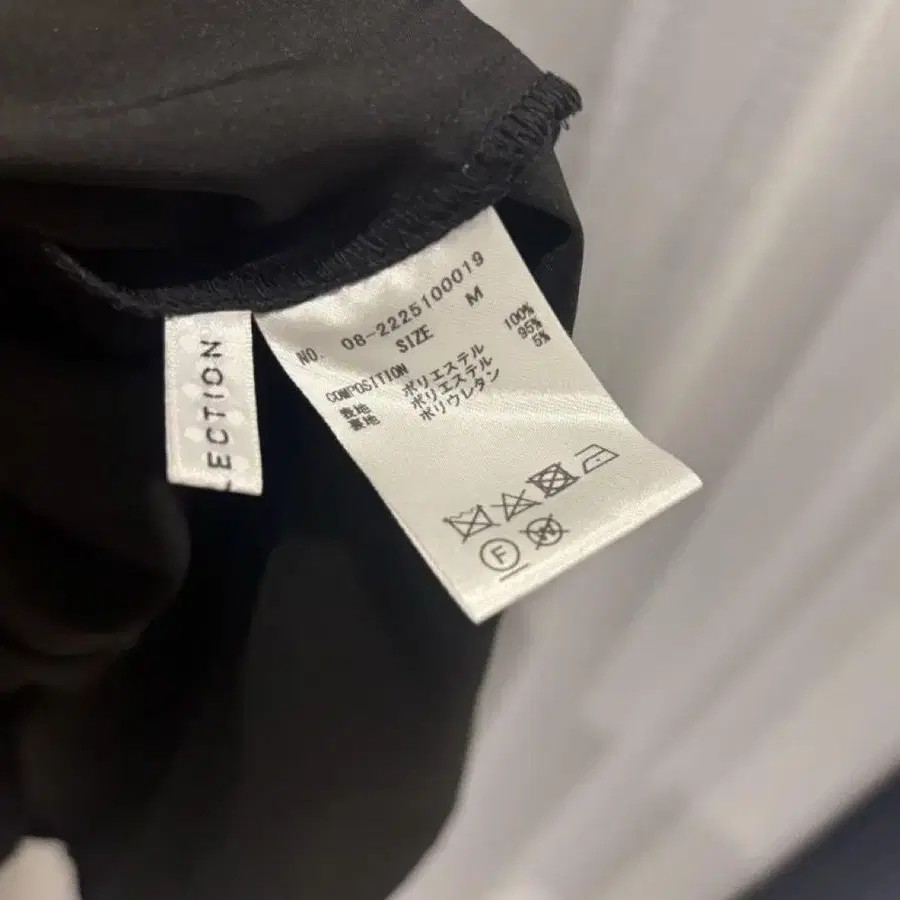 NO. 08-2225100019
SIZE M
COMPOSITION
表地 ポリエステル 100%
裏地 ポリエステル 95%
ポリウレタン 5%
F
W
LECTION